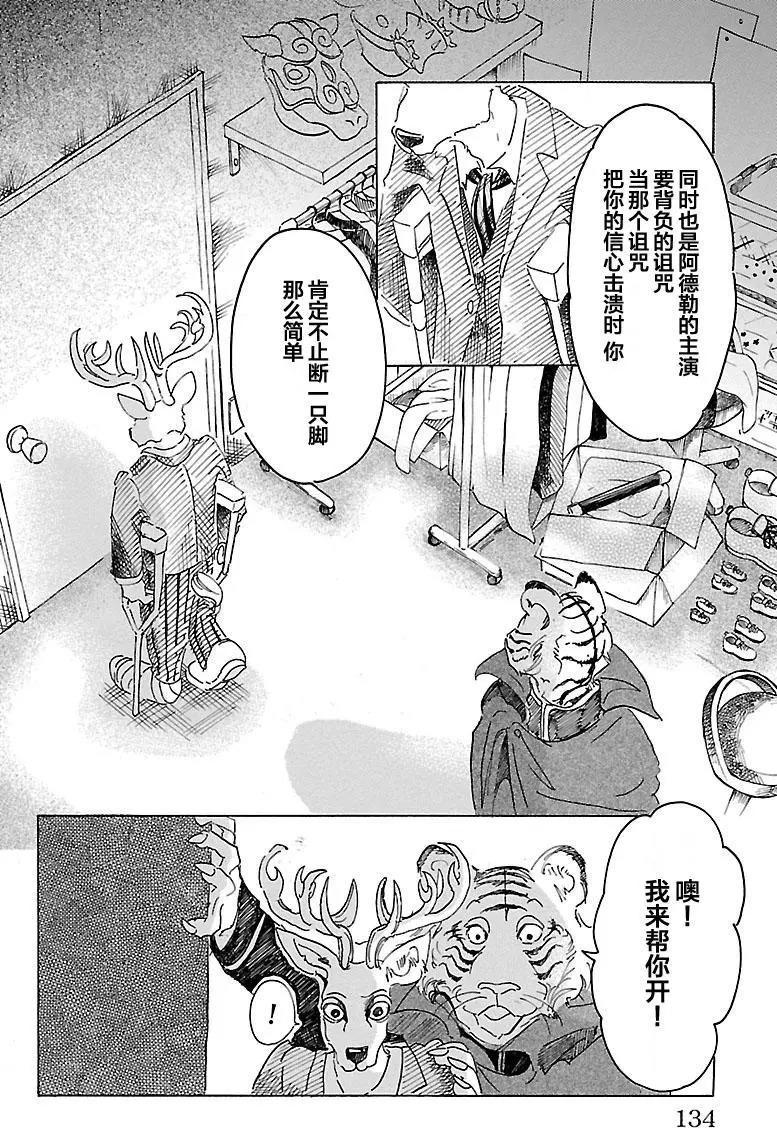 同时也是阿德勒的主演
要背负的诅咒
当那个诅咒
把你的信心击溃时 你
肯定不止断一只脚
那么简单
噢！
我来帮你开！
！
134